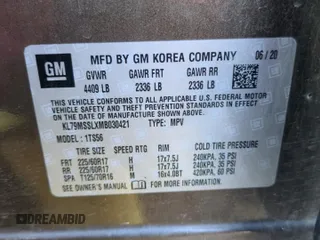 GM
MFD BY GM KOREA COMPANY 06/20
GVWR GAWR FRT GAWR RR
4409 LB 2336 LB 2336 LB
THIS VEHICLE CONFORMS TO ALL APPLICABLE U.S. FEDERAL MOTOR
VEHICLE SAFETY AND THEFT PREVENTION STANDARDS IN EFFECT
ON THE DATE OF MANUFACTURE SHOWN ABOVE.
KL79MSSLXMB030421 TYPE: MPV
MODEL: 1TS56
TIRE SIZE SPEED RTG RIM COLD TIRE PRESSURE
FRT 225/60R17 H 17x7.5J 240KPA, 35 PSI
RR 225/60R17 H 17x7.5J 240KPA, 35 PSI
SPA T125/70R16 M 16x4.0BT 420KPA, 60 PSI
SEE OWNER'S MANUAL FOR ADDITIONAL INFORMATION
DREAMBID